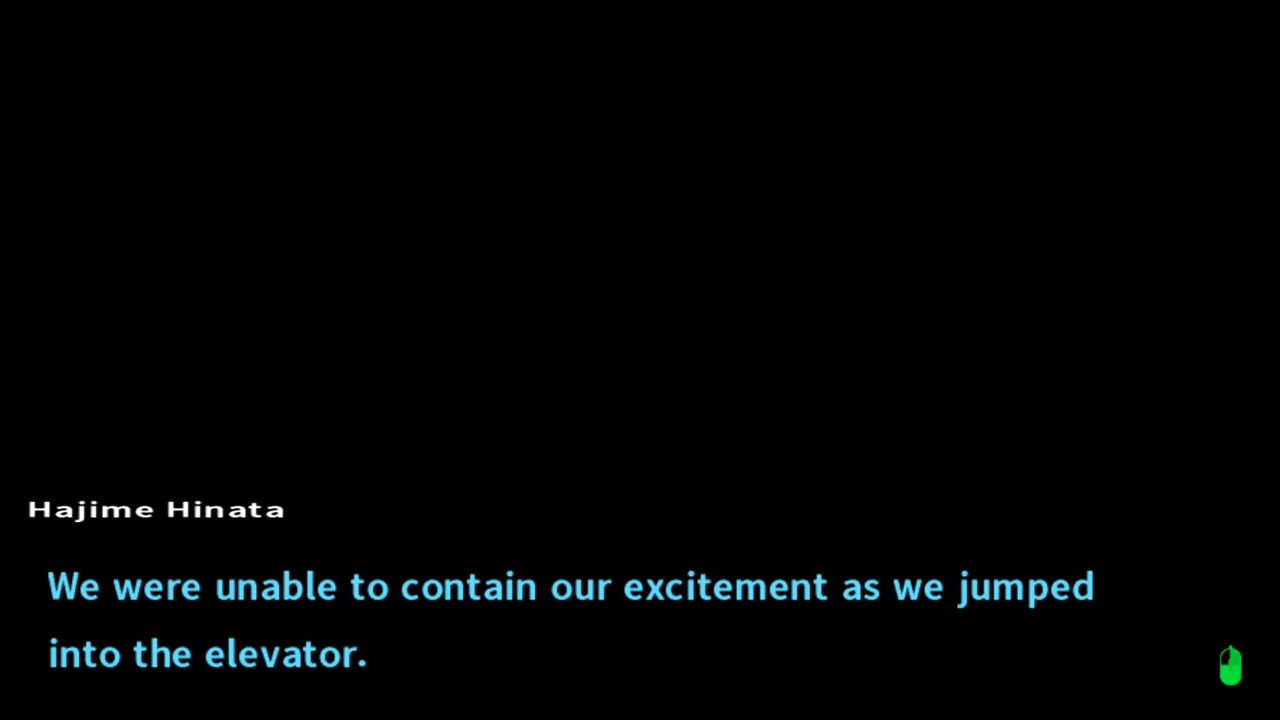 Hajime Hinata
We were unable to contain our excitement as we jumped
into the elevator.